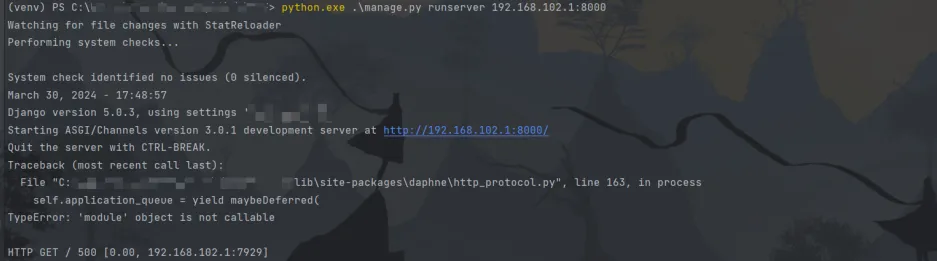 (venv) PS C:\ > python.exe .\manage.py runserver 192.168.102.1:8000
Watching for file changes with StatReloader
Performing system checks...
System check identified no issues (0 silenced).
March 30, 2024 - 17:48:57
Django version 5.0.3, using settings '
Starting ASGI/Channels version 3.0.1 development server at http://192.168.102.1:8000/
Quit the server with CTRL-BREAK.
Traceback (most recent call last):
  File "C: lib\site-packages\daphne\http_protocol.py", line 163, in process
    self.application_queue = yield maybeDeferred(
TypeError: 'module' object is not callable
HTTP GET / 500 [0.00, 192.168.102.1:7929]